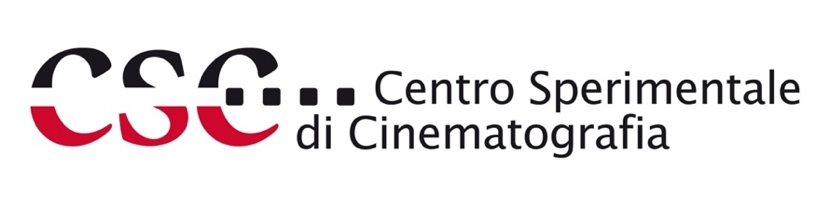 CSC Centro Sperimentale
di Cinematografia